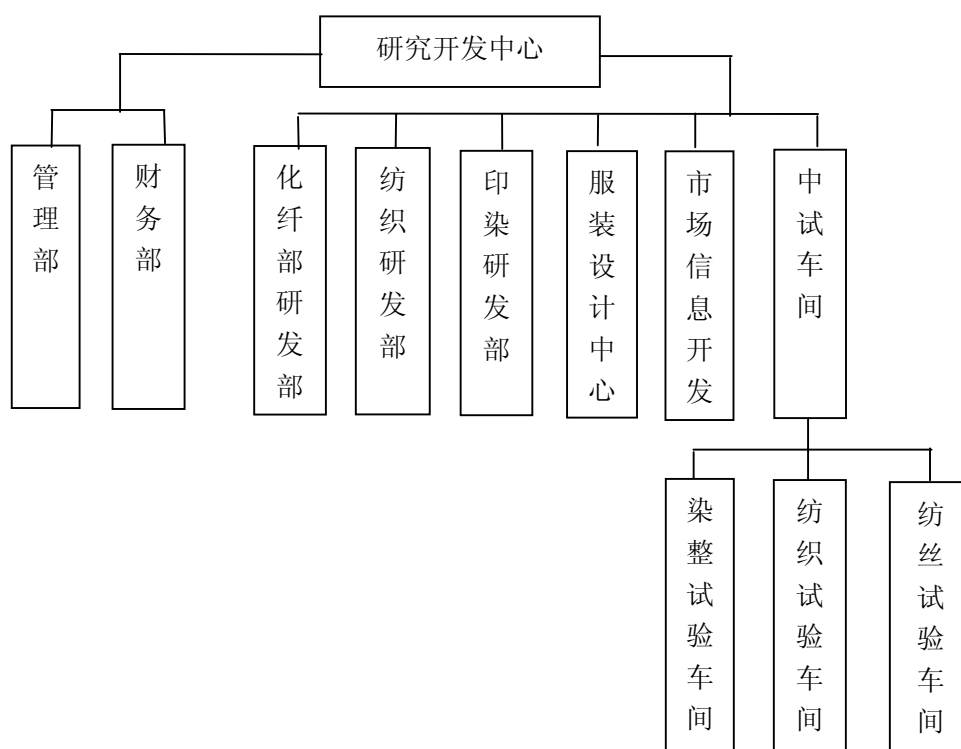 研究开发中心
管理部
财务部
化纤部研发部
纺织研发部
印染研发部
服装设计中心
市场信息开发
中试车间
染整试验车间
纺织试验车间
纺丝试验车间